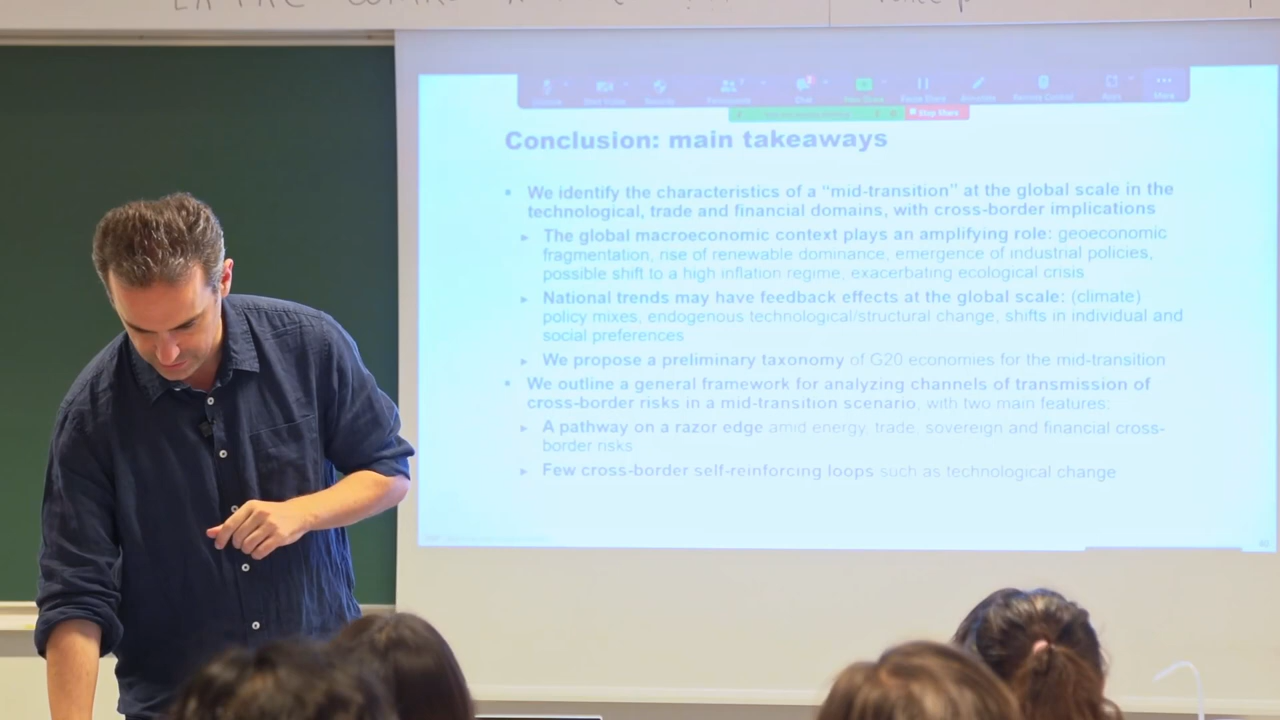 Chat
Apps
More
Stop Share
Conclusion: main takeaways
We identify the characteristics of a “mid-transition” at the global scale in the
technological, trade and financial domains, with cross-border implications
The global macroeconomic context plays an amplifying role: geoeconomic
fragmentation, rise of renewable dominance, emergence of industrial policies,
possible shift to a high inflation regime, exacerbating ecological crisis
National trends may have feedback effects at the global scale: (climate)
policy mixes, endogenous technological/structural change, shifts in individual and
social preferences
We propose a preliminary taxonomy of G20 economies for the mid-transition
We outline a general framework for analyzing channels of transmission of
cross-border risks in a mid-transition scenario, with two main features:
A pathway on a razor edge amid energy, trade, sovereign and financial cross-
border risks
Few cross-border self-reinforcing loops such as technological change